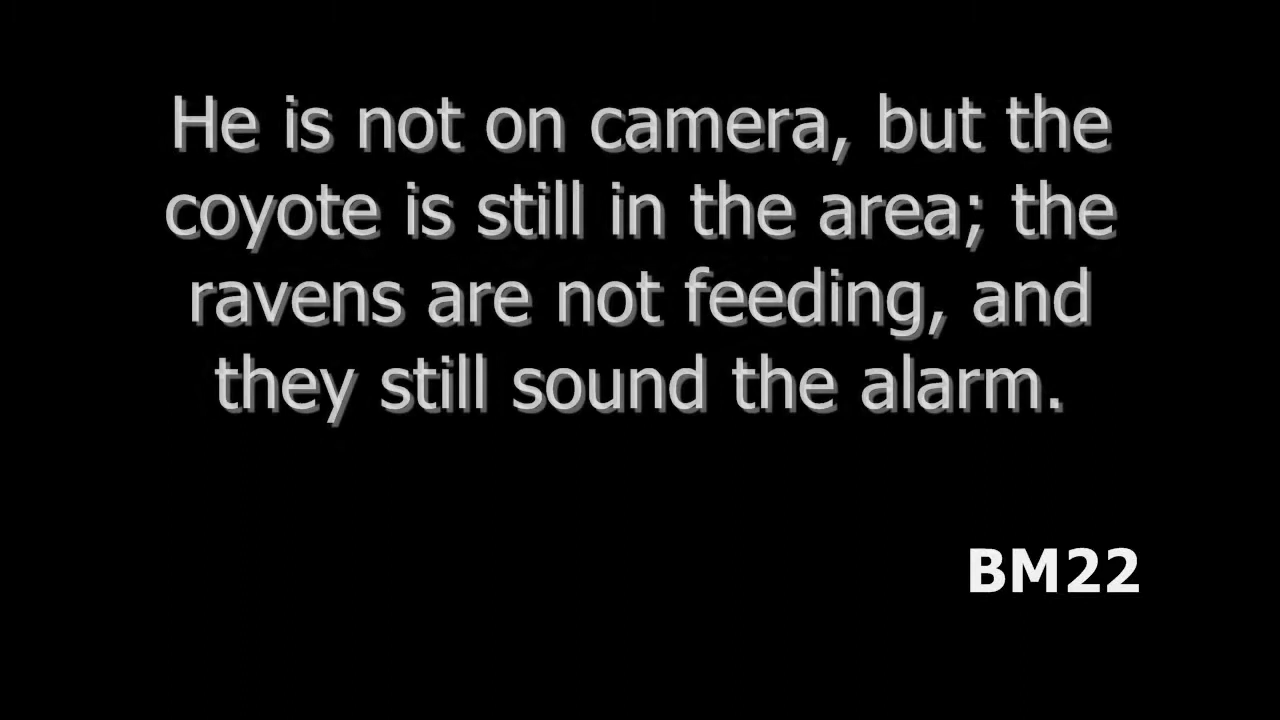 He is not on camera, but the
coyote is still in the area; the
ravens are not feeding, and
they still sound the alarm.
BM22